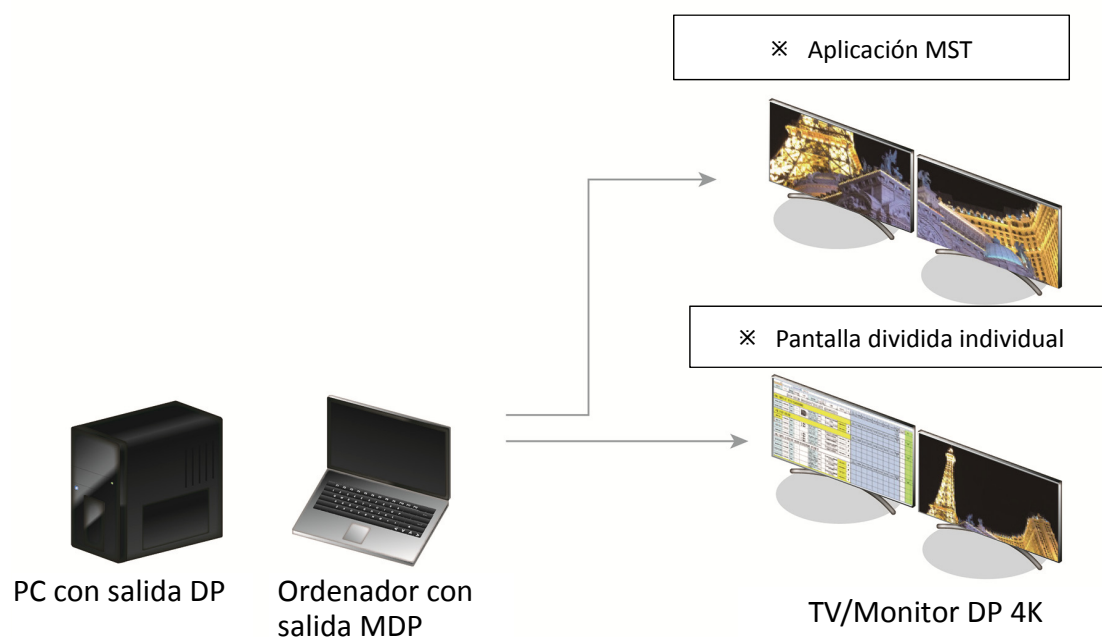 ※ Aplicación MST
※ Pantalla dividida individual
PC con salida DP
Ordenador con
salida MDP
TV/Monitor DP 4K